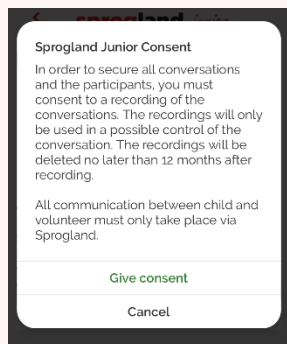 sprogland junior
Sprogland Junior Consent
In order to secure all conversations
and the participants, you must
consent to a recording of the
conversations. The recordings will only
be used in a possible control of the
conversation. The recordings will be
deleted no later than 12 months after
recording.
All communication between child and
volunteer must only take place via
Sprogland.
Give consent
Cancel